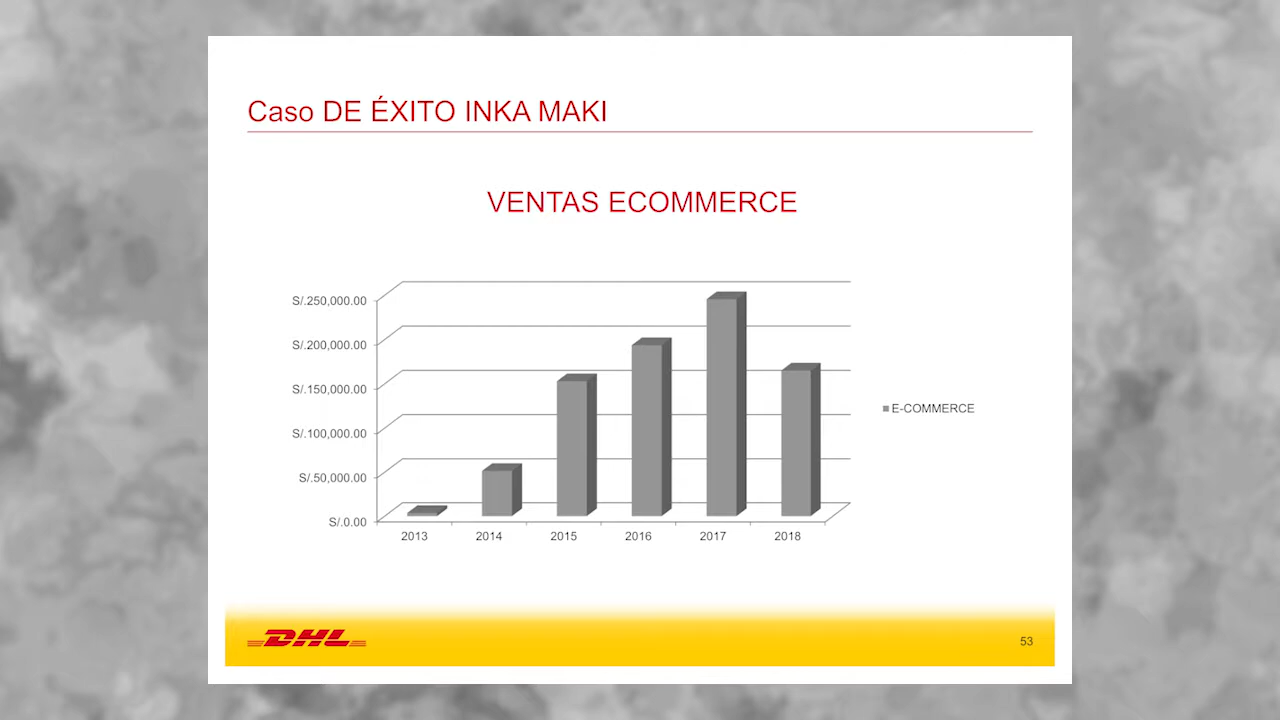 Caso DE ÉXITO INKA MAKI
VENTAS ECOMMERCE
S/.250,000.00
S/.200,000.00
S/.150,000.00
S/.100,000.00
S/.50,000.00
S/.0.00
2013 2014 2015 2016 2017 2018
E-COMMERCE
DHL
53